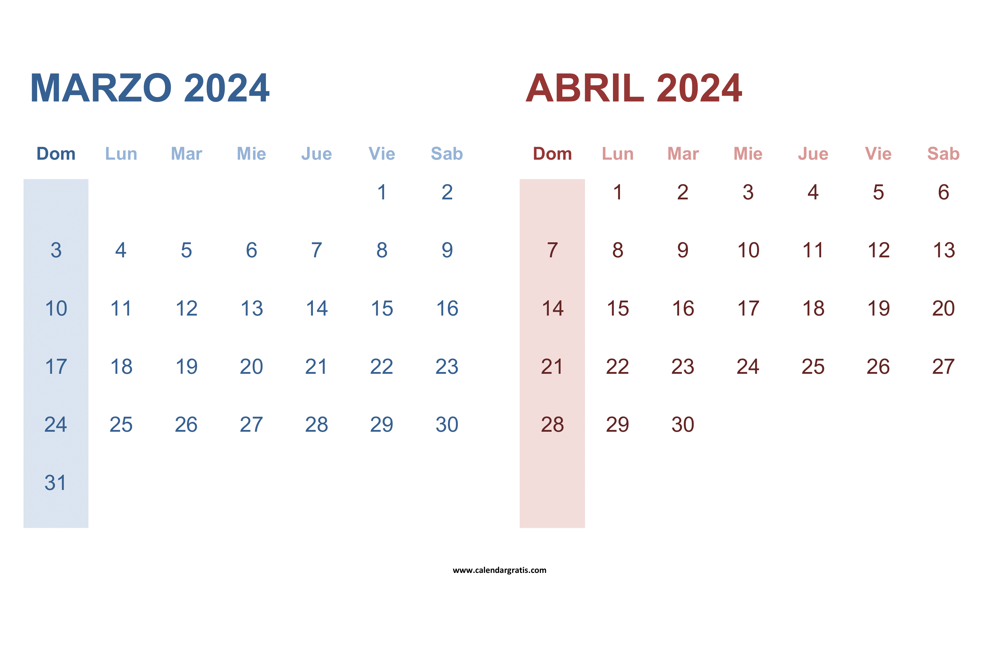 MARZO 2024
Dom Lun Mar Mie Jue Vie Sab
1 2
3 4 5 6 7 8 9
10 11 12 13 14 15 16
17 18 19 20 21 22 23
24 25 26 27 28 29 30
31
ABRIL 2024
Dom Lun Mar Mie Jue Vie Sab
1 2 3 4 5 6
7 8 9 10 11 12 13
14 15 16 17 18 19 20
21 22 23 24 25 26 27
28 29 30
www.calendargratis.com